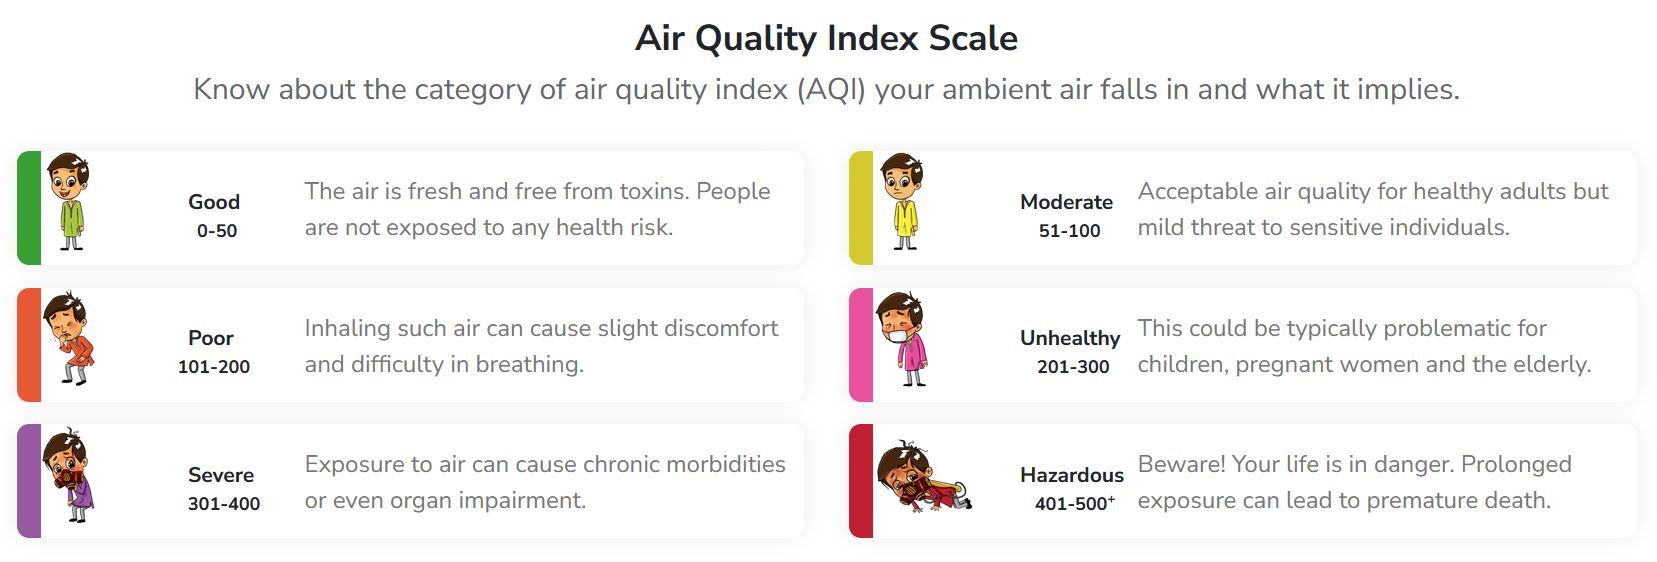 Air Quality Index Scale
Know about the category of air quality index (AQI) your ambient air falls in and what it implies.
Good
0-50
The air is fresh and free from toxins. People
are not exposed to any health risk.
Moderate
51-100
Acceptable air quality for healthy adults but
mild threat to sensitive individuals.
Poor
101-200
Inhaling such air can cause slight discomfort
and difficulty in breathing.
Unhealthy
201-300
This could be typically problematic for
children, pregnant women and the elderly.
Severe
301-400
Exposure to air can cause chronic morbidities
or even organ impairment.
Hazardous
401-500⁺
Beware! Your life is in danger. Prolonged
exposure can lead to premature death.